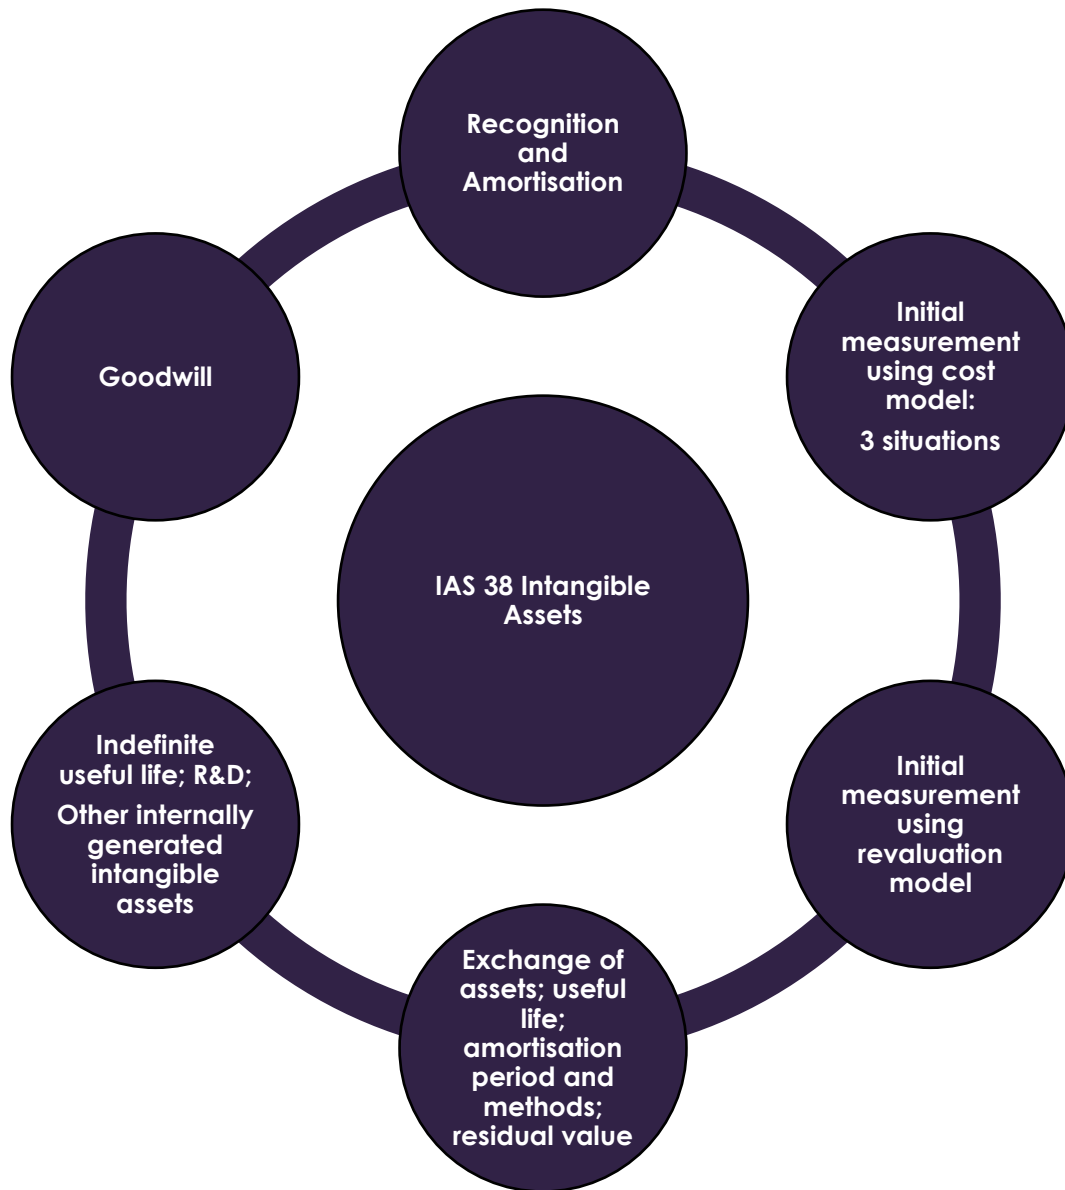 Recognition
and
Amortisation
Initial
measurement
using cost
model:
3 situations
Initial
measurement
using
revaluation
model
Exchange of
assets; useful
life;
amortisation
period and
methods;
residual value
Indefinite
useful life; R&D;
Other internally
generated
intangible
assets
Goodwill
IAS 38 Intangible
Assets